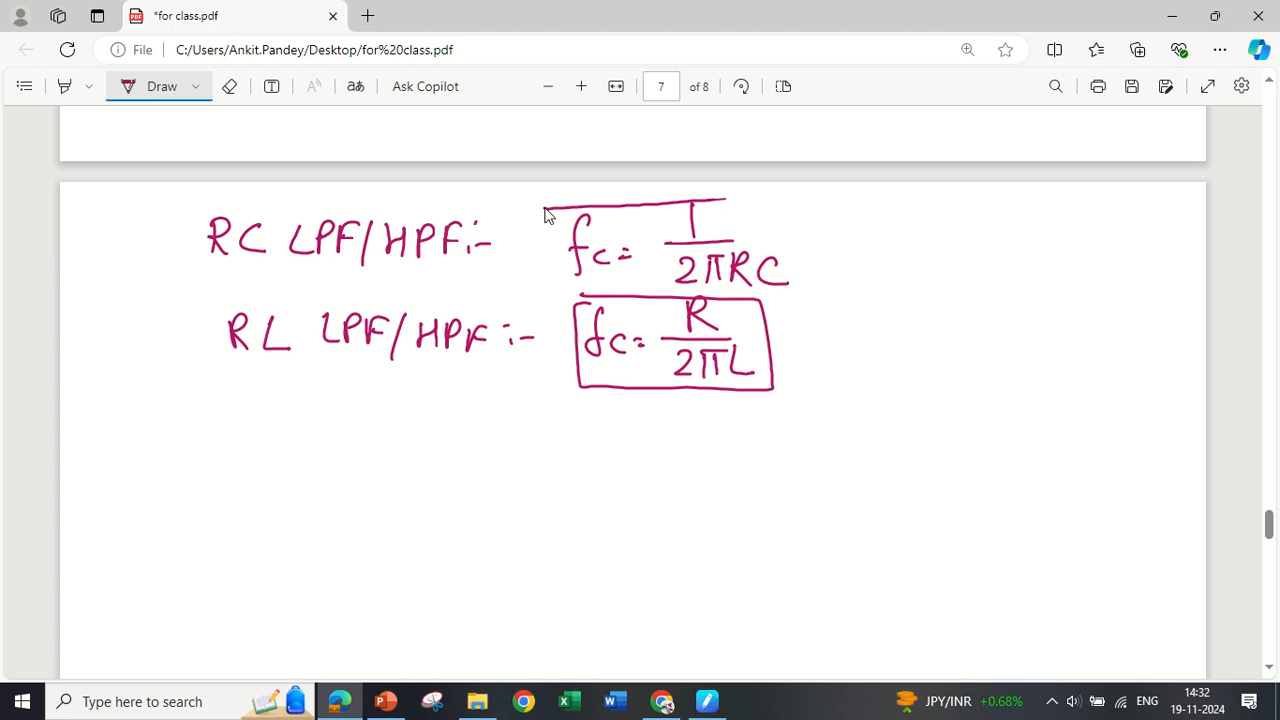 *for class.pdf
File C:/Users/Ankit.Pandey/Desktop/for%20class.pdf
Draw Ask Copilot 7 of 8
RC LPF/HPF:- fc= 1/2πRC
RL LPF/HPF:- fc= R/2πL
Type here to search JPY/INR +0.68% ENG 14:32
19-11-2024